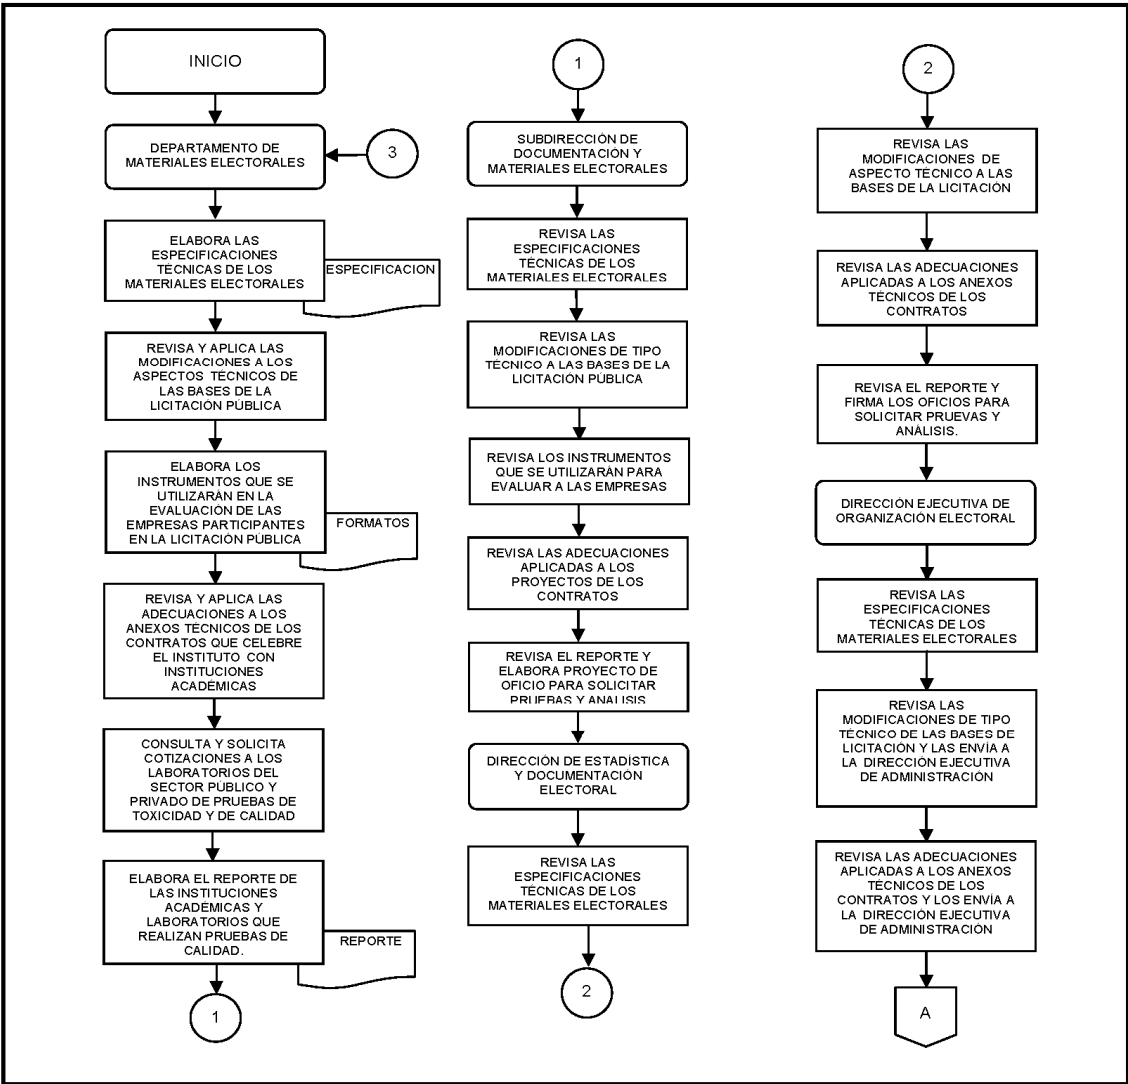 INICIO
DEPARTAMENTO DE
MATERIALES ELECTORALES
3
ELABORA LAS
ESPECIFICACIONES
TÉCNICAS DE LOS
MATERIALES ELECTORALES
ESPECIFICACION
REVISA Y APLICA LAS
MODIFICACIONES A LOS
ASPECTOS TÉCNICOS DE
LAS BASES DE LA
LICITACIÓN PÚBLICA
ELABORA LOS
INSTRUMENTOS QUE SE
UTILIZARÁN EN LA
EVALUACIÓN DE LAS
EMPRESAS PARTICIPANTES
EN LA LICITACIÓN PÚBLICA
FORMATOS
REVISA Y APLICA LAS
ADECUACIONES A LOS
ANEXOS TÉCNICOS DE LOS
CONTRATOS QUE CELEBRE
EL INSTITUTO CON
INSTITUCIONES
ACADÉMICAS
CONSULTA Y SOLICITA
COTIZACIONES A LOS
LABORATORIOS DEL
SECTOR PÚBLICO Y
PRIVADO DE PRUEBAS DE
TOXICIDAD Y DE CALIDAD
ELABORA EL REPORTE DE
LAS INSTITUCIONES
ACADÉMICAS Y
LABORATORIOS QUE
REALIZAN PRUEBAS DE
CALIDAD.
REPORTE
1
1
SUBDIRECCIÓN DE
DOCUMENTACIÓN Y
MATERIALES ELECTORALES
REVISA LAS
ESPECIFICACIONES
TÉCNICAS DE LOS
MATERIALES ELECTORALES
REVISA LAS
MODIFICACIONES DE TIPO
TÉCNICO A LAS BASES DE LA
LICITACIÓN PÚBLICA
REVISA LOS INSTRUMENTOS
QUE SE UTILIZARÁN PARA
EVALUAR A LAS EMPRESAS
REVISA LAS ADECUACIONES
APLICADAS A LOS
PROYECTOS DE LOS
CONTRATOS
REVISA EL REPORTE Y
ELABORA PROYECTO DE
OFICIO PARA SOLICITAR
PRUEBAS Y ANALISIS
DIRECCIÓN DE ESTADÍSTICA
Y DOCUMENTACIÓN
ELECTORAL
REVISA LAS
ESPECIFICACIONES
TÉCNICAS DE LOS
MATERIALES ELECTORALES
2
2
REVISA LAS
MODIFICACIONES DE
ASPECTO TÉCNICO A LAS
BASES DE LA LICITACIÓN
REVISA LAS ADECUACIONES
APLICADAS A LOS ANEXOS
TÉCNICOS DE LOS
CONTRATOS
REVISA EL REPORTE Y
FIRMA LOS OFICIOS PARA
SOLICITAR PRUEVAS Y
ANÁLISIS.
DIRECCIÓN EJECUTIVA DE
ORGANIZACIÓN ELECTORAL
REVISA LAS
ESPECIFICACIONES
TÉCNICAS DE LOS
MATERIALES ELECTORALES
REVISA LAS
MODIFICACIONES DE TIPO
TÉCNICO DE LAS BASES DE
LICITACIÓN Y LAS ENVÍA A
LA DIRECCIÓN EJECUTIVA
DE ADMINISTRACIÓN
REVISA LAS ADECUACIONES
APLICADAS A LOS ANEXOS
TÉCNICOS DE LOS
CONTRATOS Y LOS ENVÍA A
LA DIRECCIÓN EJECUTIVA
DE ADMINISTRACIÓN
A